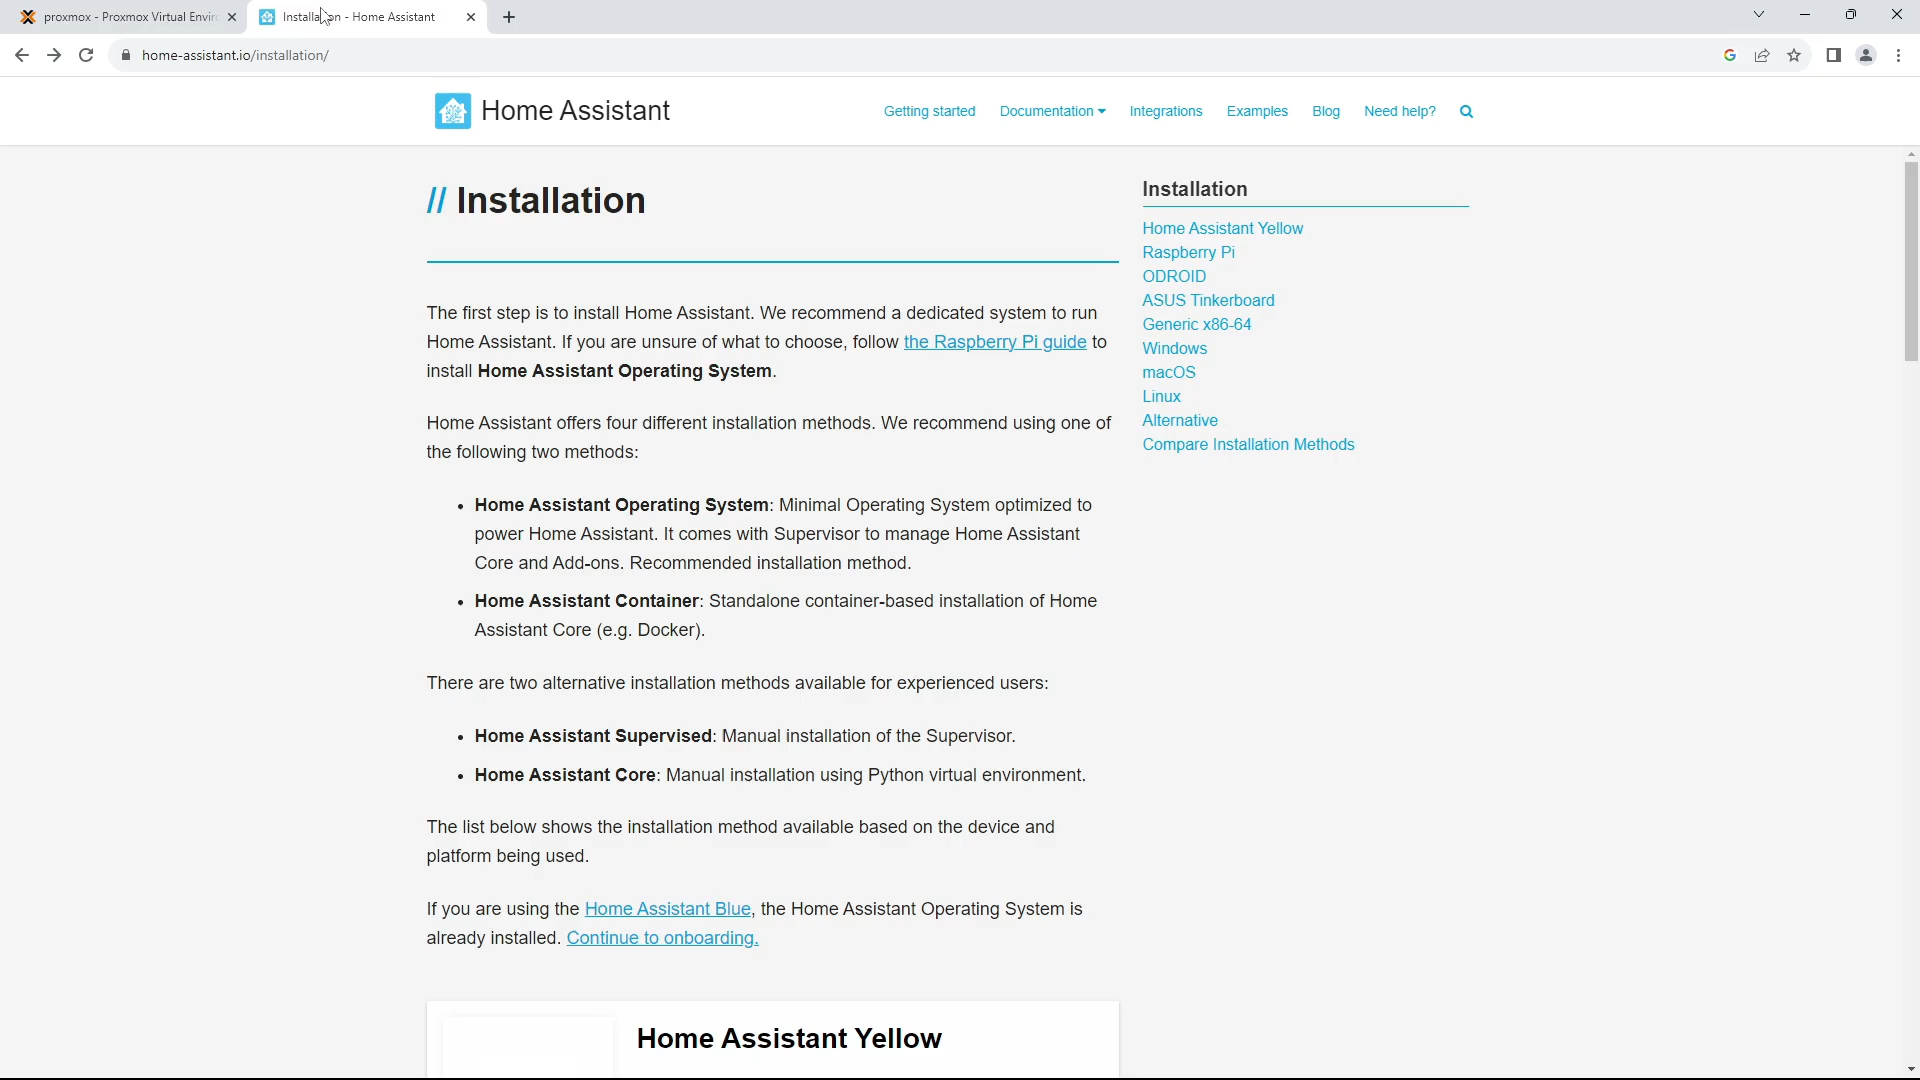 proxmox - Proxmox Virtual Enviro
Installation - Home Assistant
home-assistant.io/installation/
Home Assistant
Getting started
Documentation
Integrations
Examples
Blog
Need help?
// Installation
The first step is to install Home Assistant. We recommend a dedicated system to run
Home Assistant. If you are unsure of what to choose, follow the Raspberry Pi guide to
install Home Assistant Operating System.
Home Assistant offers four different installation methods. We recommend using one of
the following two methods:
• Home Assistant Operating System: Minimal Operating System optimized to
power Home Assistant. It comes with Supervisor to manage Home Assistant
Core and Add-ons. Recommended installation method.
• Home Assistant Container: Standalone container-based installation of Home
Assistant Core (e.g. Docker).
There are two alternative installation methods available for experienced users:
• Home Assistant Supervised: Manual installation of the Supervisor.
• Home Assistant Core: Manual installation using Python virtual environment.
The list below shows the installation method available based on the device and
platform being used.
If you are using the Home Assistant Blue, the Home Assistant Operating System is
already installed. Continue to onboarding.
Home Assistant Yellow
Installation
Home Assistant Yellow
Raspberry Pi
ODROID
ASUS Tinkerboard
Generic x86-64
Windows
macOS
Linux
Alternative
Compare Installation Methods